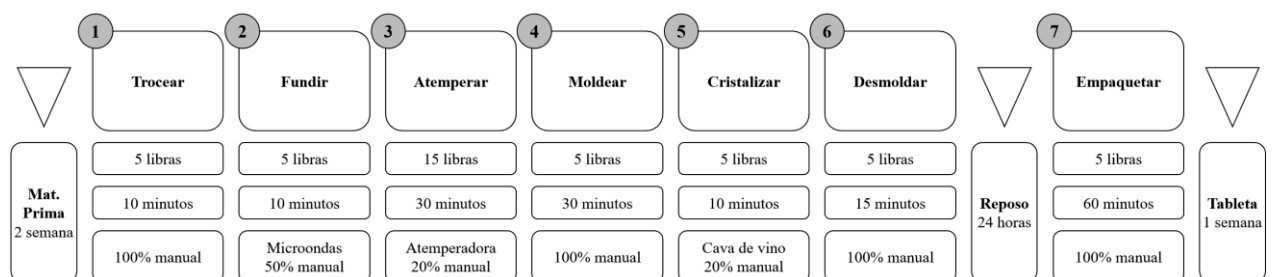 1
2
3
4
5
6
7
Trocear
Fundir
Atemperar
Moldear
Cristalizar
Desmoldar
Empaquetar
5 libras
5 libras
15 libras
5 libras
5 libras
5 libras
5 libras
Mat.
Prima
2 semana
10 minutos
10 minutos
30 minutos
30 minutos
10 minutos
15 minutos
Reposo
24 horas
60 minutos
Tableta
1 semana
100% manual
Microondas
50% manual
Atemperadora
20% manual
100% manual
Cava de vino
20% manual
100% manual
100% manual